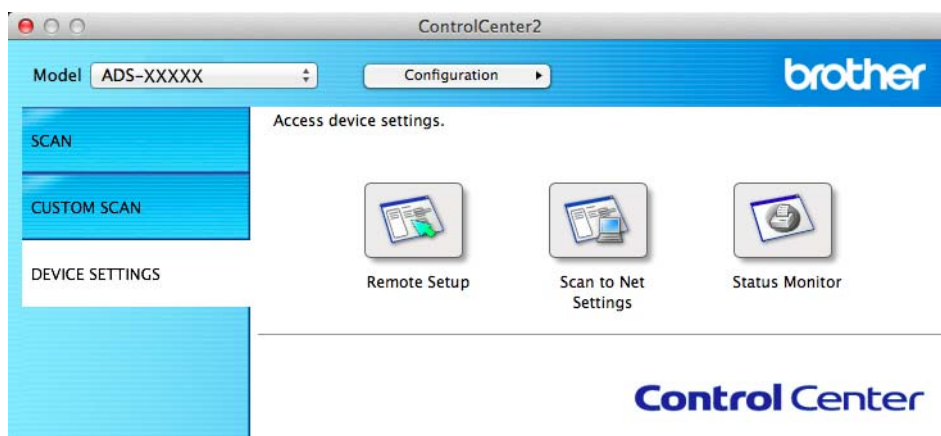 ControlCenter2
Model ADS-XXXXX Configuration brother
SCAN
CUSTOM SCAN
DEVICE SETTINGS
Access device settings.
Remote Setup
Scan to Net
Settings
Status Monitor
Control Center